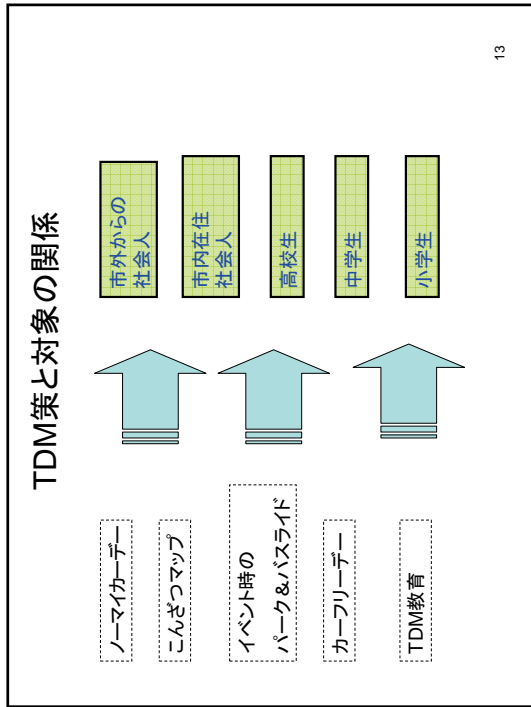 TDM策と対象の関係
ノーマイカーデー
こんざつマップ
イベント時の
パーク&バスライド
カーフリーデー
TDM教育
市外からの
社会人
市内在住
社会人
高校生
中学生
小学生
13